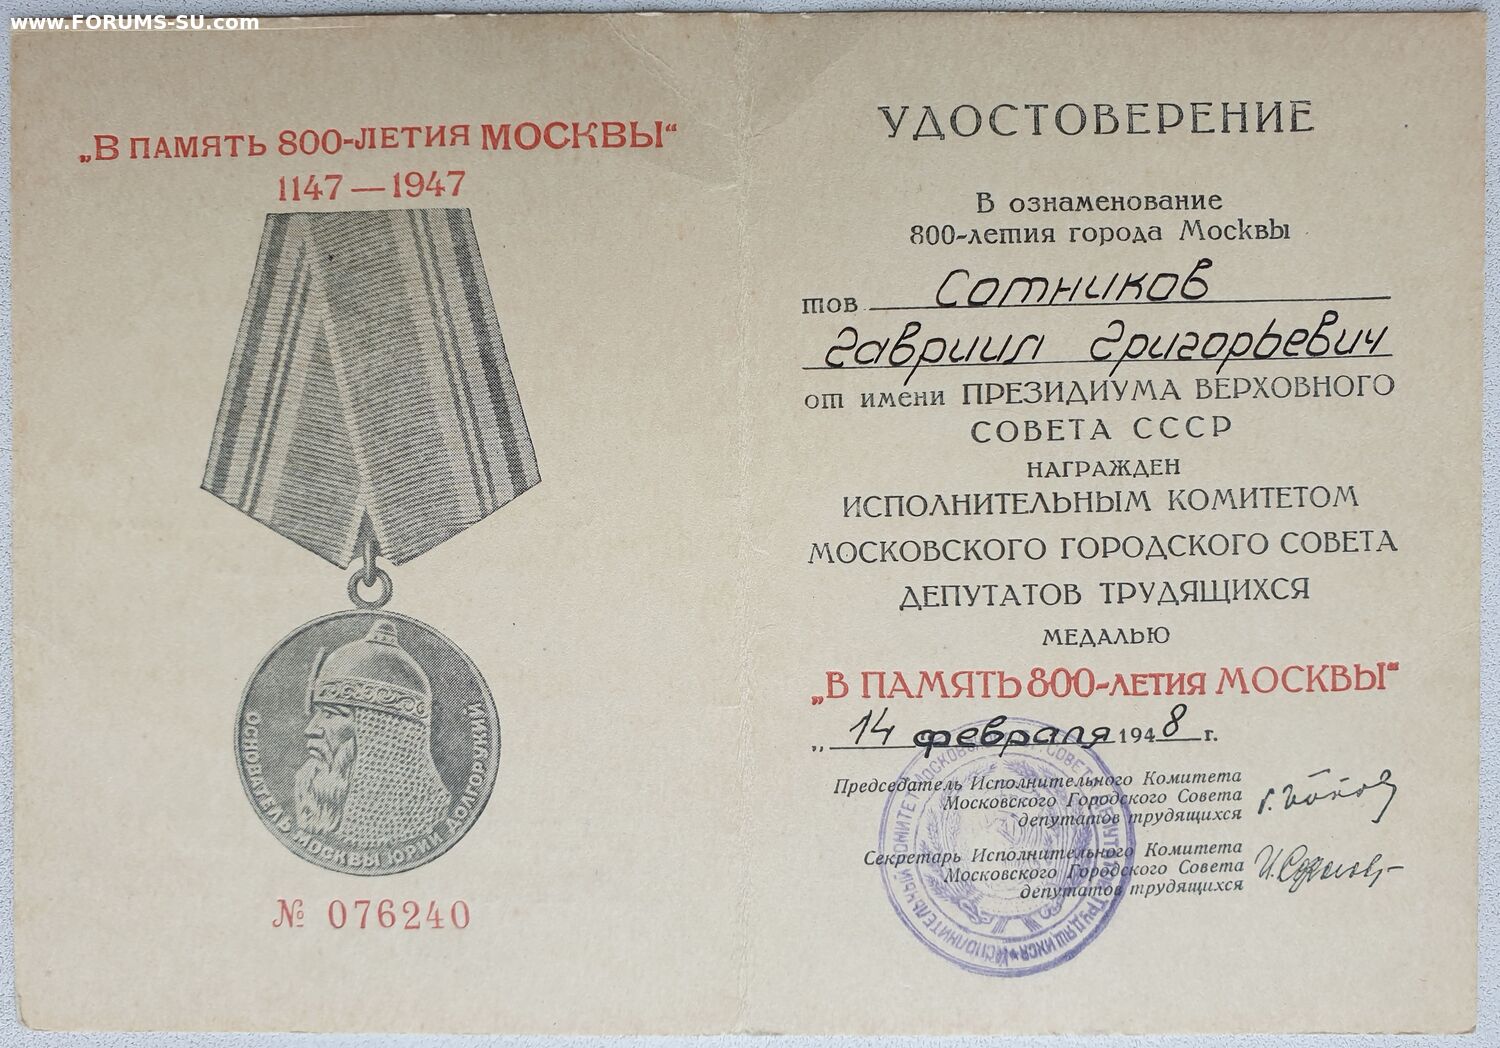 www.FORUMS-SU.com
„В ПАМЯТЬ 800-ЛЕТИЯ МОСКВЫ“
1147 — 1947
ОСНОВАТЕЛЬ МОСКВЫ ЮРИЙ ДОЛГОРУКИЙ
№ 076240
УДОСТОВЕРЕНИЕ
В ознаменование
800-летия города Москвы
тов. Сотников
Гавриил Григорьевич
от имени ПРЕЗИДИУМА ВЕРХОВНОГО
СОВЕТА СССР
НАГРАЖДЕН
ИСПОЛНИТЕЛЬНЫМ КОМИТЕТОМ
МОСКОВСКОГО ГОРОДСКОГО СОВЕТА
ДЕПУТАТОВ ТРУДЯЩИХСЯ
МЕДАЛЬЮ
„В ПАМЯТЬ 800-ЛЕТИЯ МОСКВЫ“
„ 14 февраля 1948 г.
Председатель Исполнительного Комитета
Московского Городского Совета
депутатов трудящихся
Г. Попов
Секретарь Исполнительного Комитета
Московского Городского Совета
депутатов трудящихся